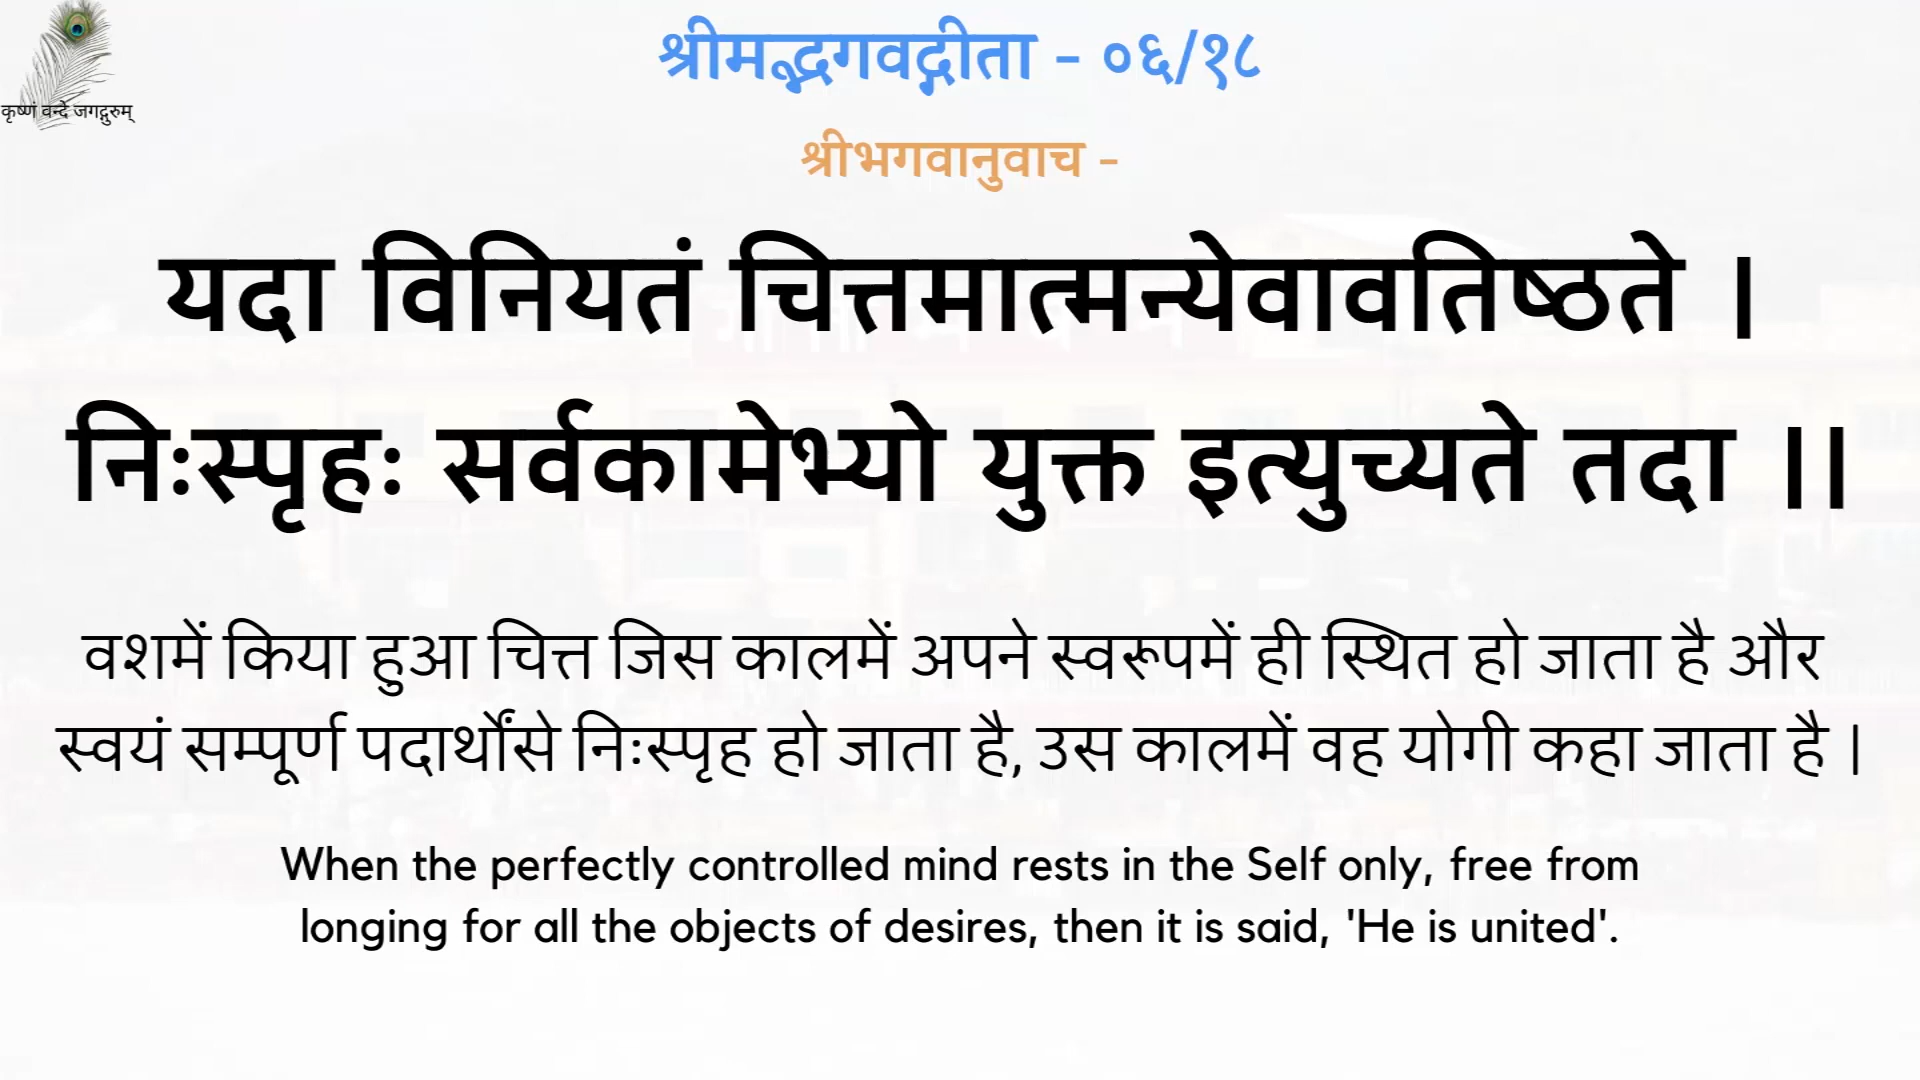 कृष्णं वन्दे जगद्गुरुम्
श्रीमद्भगवद्गीता - ०६/१८
श्रीभगवानुवाच -
यदा विनियतं चित्तमात्मन्येवावतिष्ठते ।
निःस्पृहः सर्वकामेभ्यो युक्त इत्युच्यते तदा ।।
वशमें किया हुआ चित्त जिस कालमें अपने स्वरूपमें ही स्थित हो जाता है और
स्वयं सम्पूर्ण पदार्थोंसे निःस्पृह हो जाता है, उस कालमें वह योगी कहा जाता है ।
When the perfectly controlled mind rests in the Self only, free from
longing for all the objects of desires, then it is said, 'He is united'.